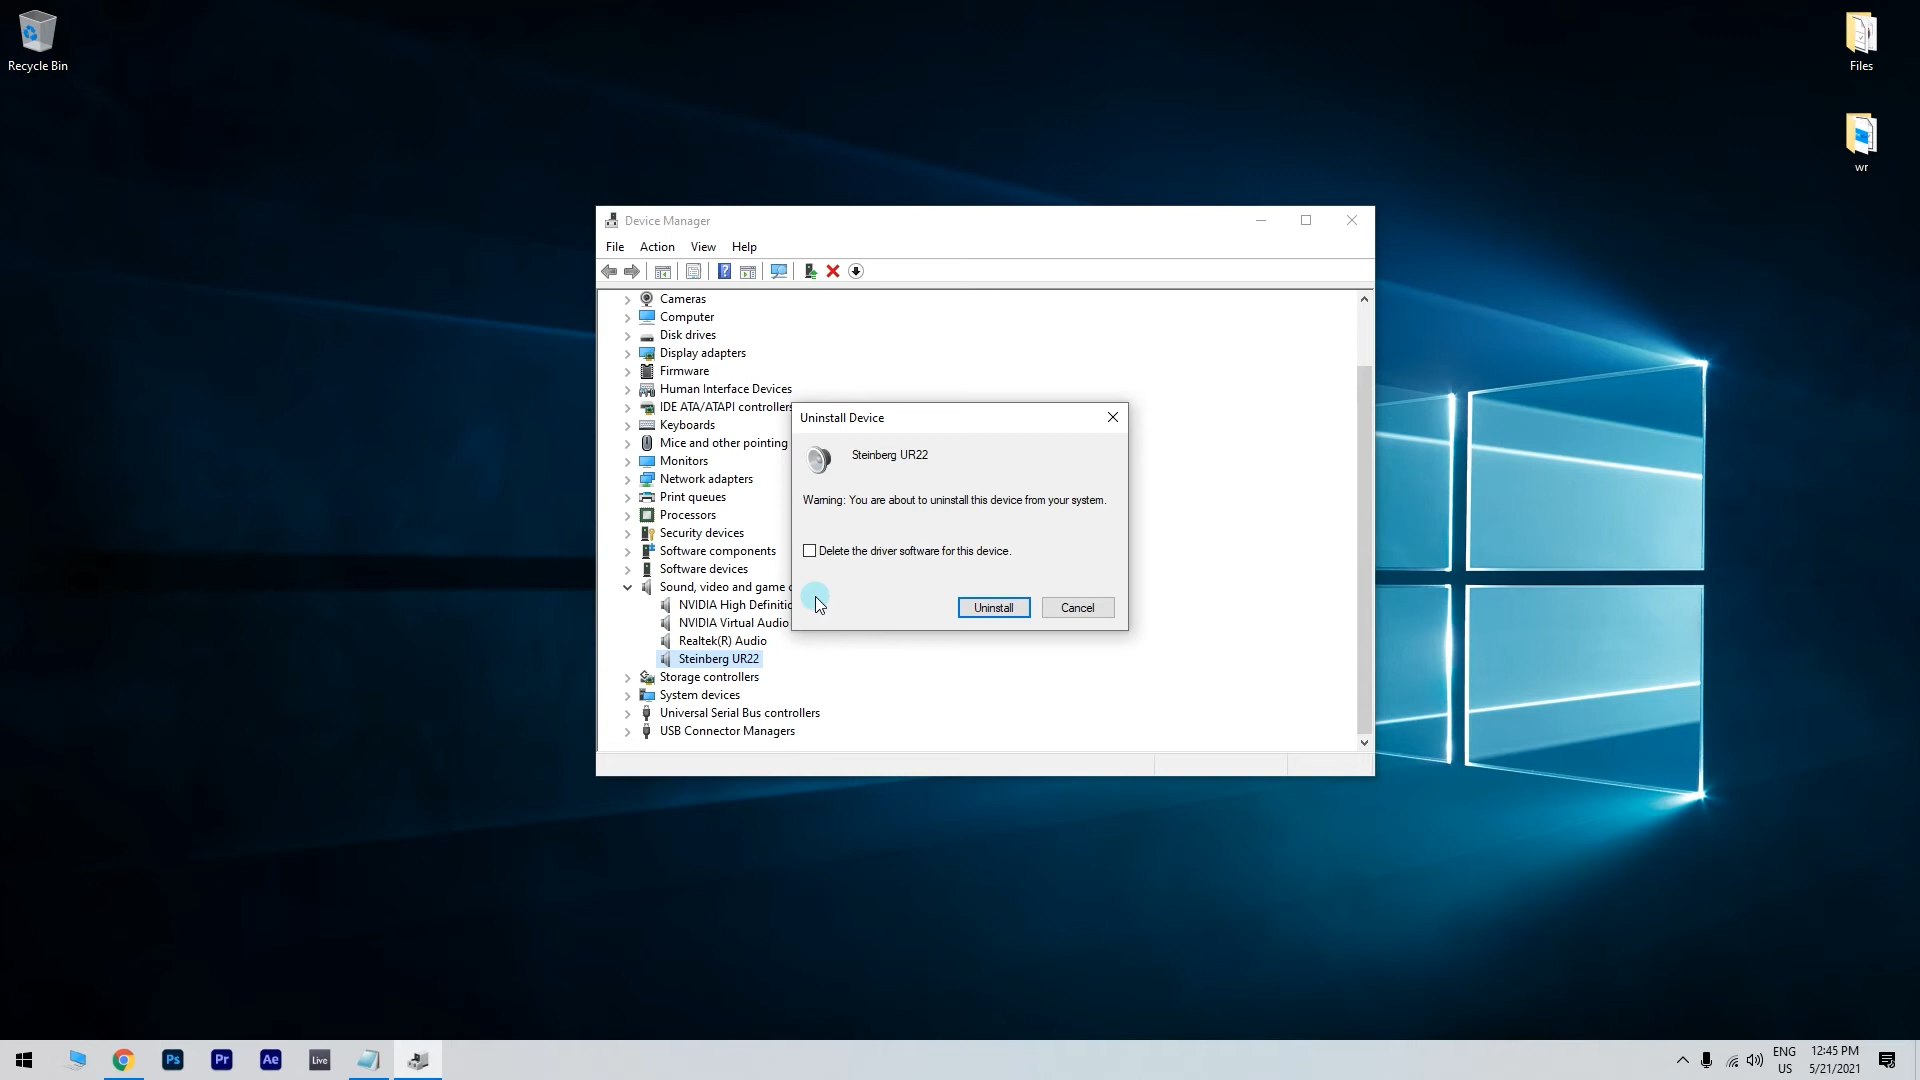 Recycle Bin
Files
wr
Device Manager
File Action View Help
Cameras
Computer
Disk drives
Display adapters
Firmware
Human Interface Devices
IDE ATA/ATAPI controllers
Keyboards
Mice and other pointing
Monitors
Network adapters
Print queues
Processors
Security devices
Software components
Software devices
Sound, video and game
NVIDIA High
NVIDIA Virtual Audio
Realtek(R) Audio
Steinberg UR22
Storage controllers
System devices
Universal Serial Bus controllers
USB Connector Managers
Uninstall Device
Steinberg UR22
Warning: You are about to uninstall this device from your system.
Delete the driver software for this device.
Uninstall Cancel
Ps Pr Ae Live
ENG
US
12:45 PM
5/21/2021